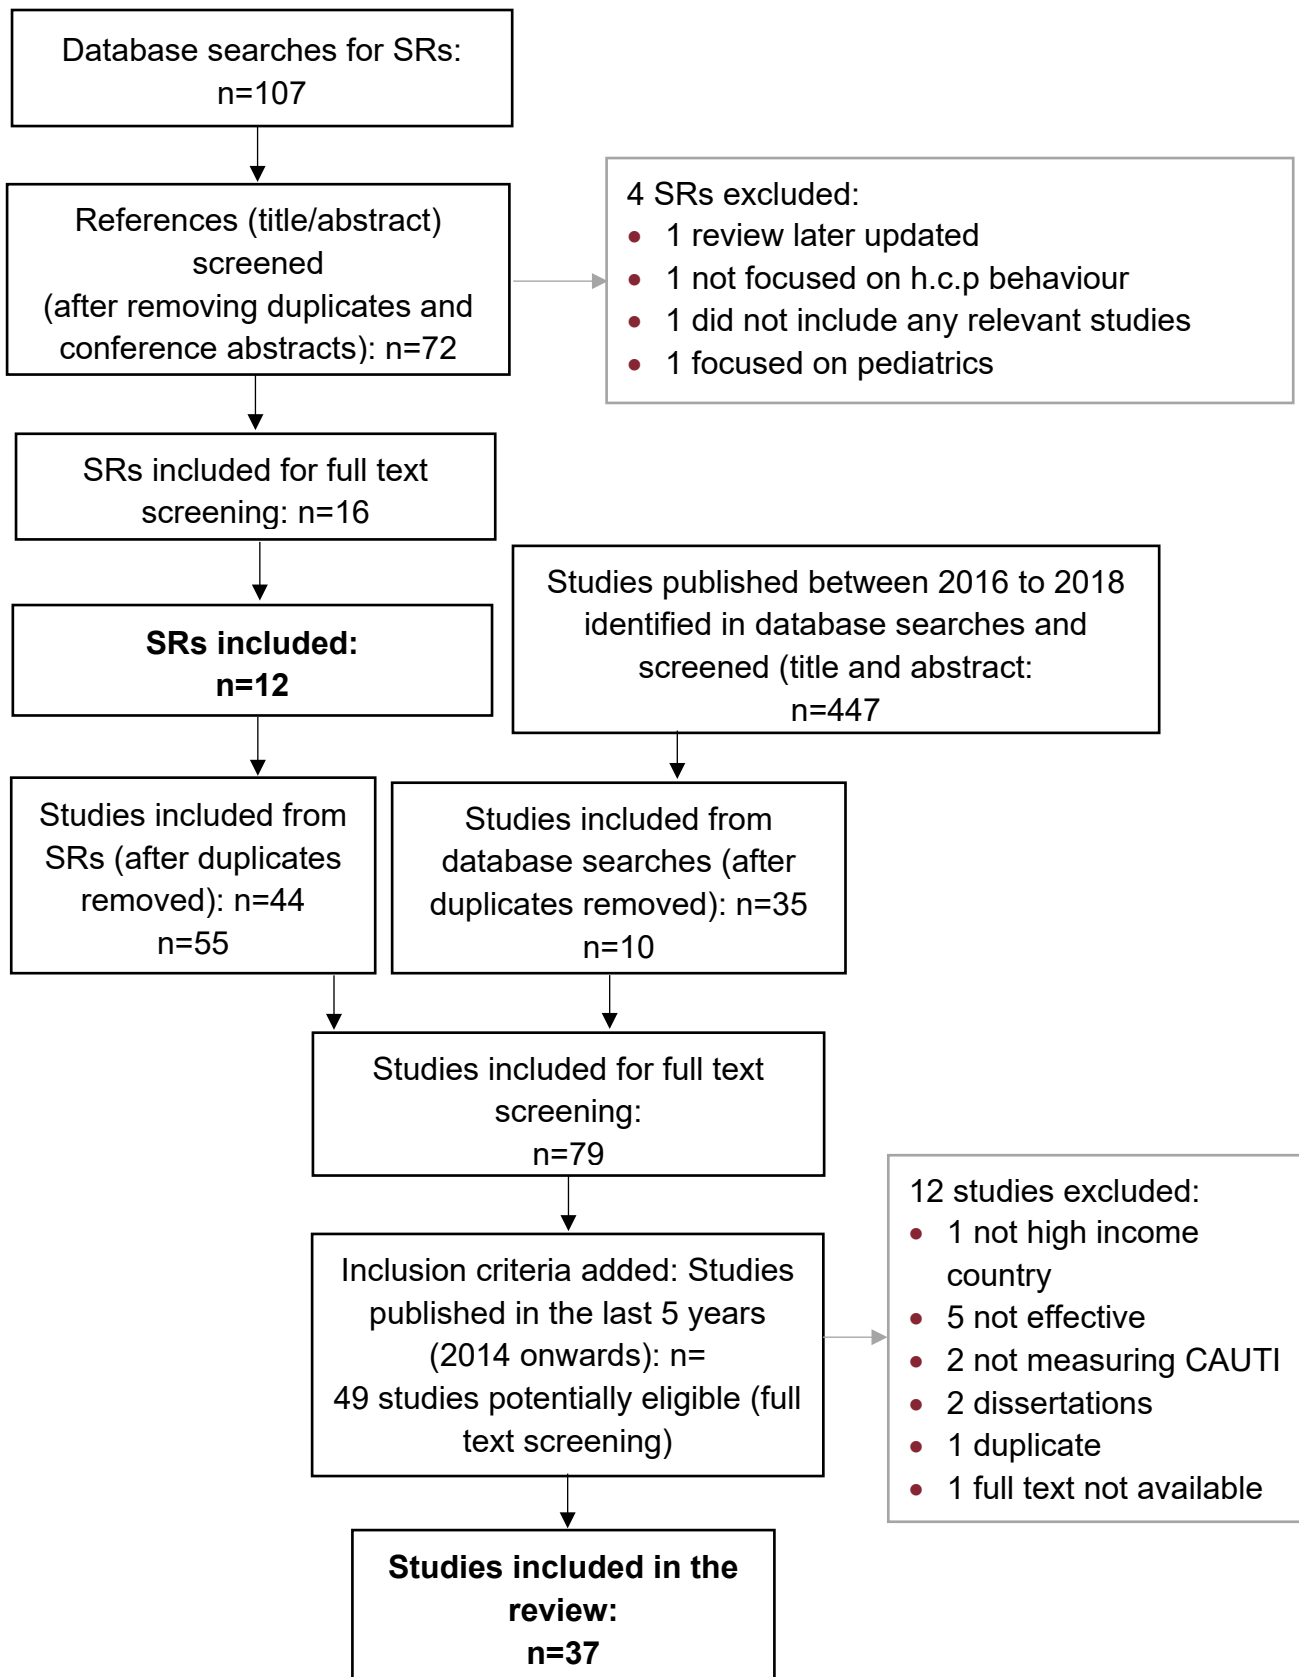 Database searches for SRs:
n=107
References (title/abstract)
screened
(after removing duplicates and
conference abstracts): n=72
4 SRs excluded:
• 1 review later updated
• 1 not focused on h.c.p behaviour
• 1 did not include any relevant studies
• 1 focused on pediatrics
SRs included for full text
screening: n=16
SRs included:
n=12
Studies published between 2016 to 2018
identified in database searches and
screened (title and abstract:
n=447
Studies included from
SRs (after duplicates
removed): n=44
n=55
Studies included from
database searches (after
duplicates removed): n=35
n=10
Studies included for full text
screening:
n=79
Inclusion criteria added: Studies
published in the last 5 years
(2014 onwards): n=
49 studies potentially eligible (full
text screening)
12 studies excluded:
• 1 not high income
country
• 5 not effective
• 2 not measuring CAUTI
• 2 dissertations
• 1 duplicate
• 1 full text not available
Studies included in the
review:
n=37